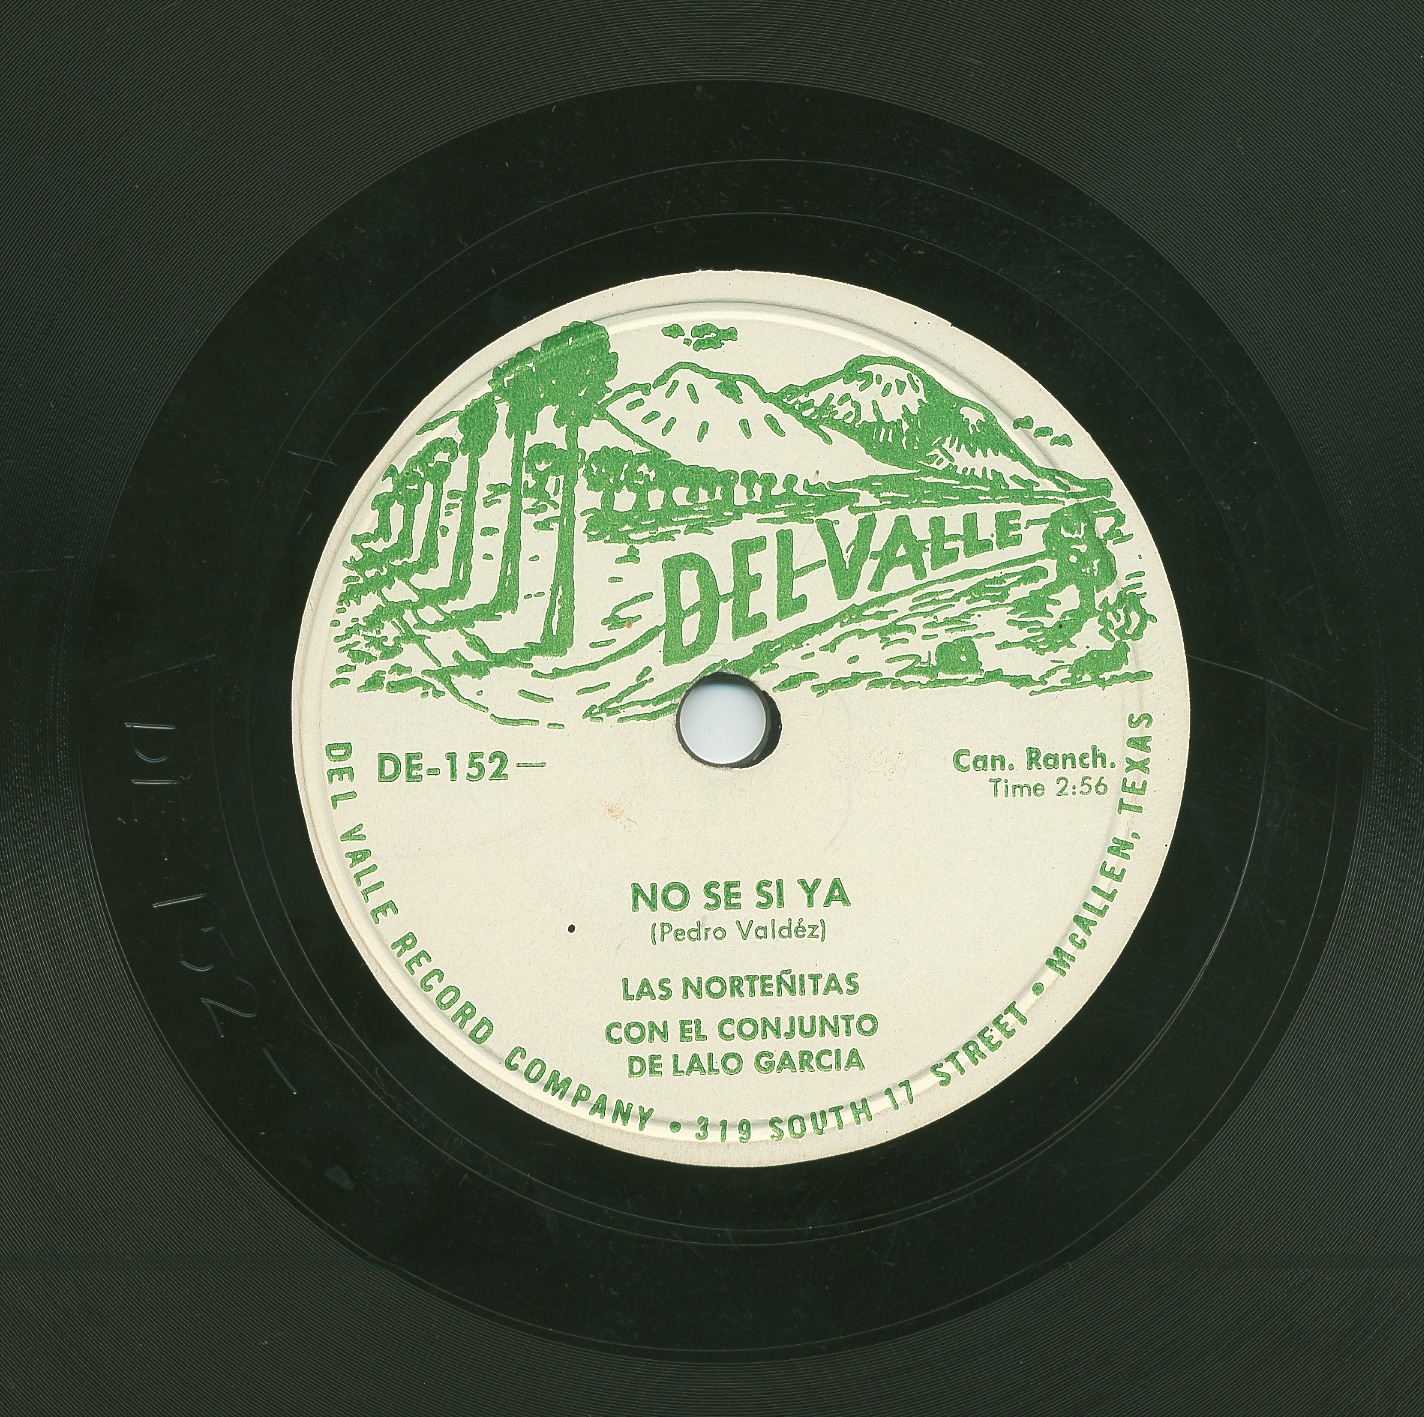 DEL VALLE
DE-152—
Can. Ranch.
Time 2:56
NO SE SI YA
(Pedro Valdéz)
LAS NORTEÑITAS
CON EL CONJUNTO
DE LALO GARCIA
DEL VALLE RECORD COMPANY • 319 SOUTH 17 STREET • McALLEN, TEXAS
DE-152-